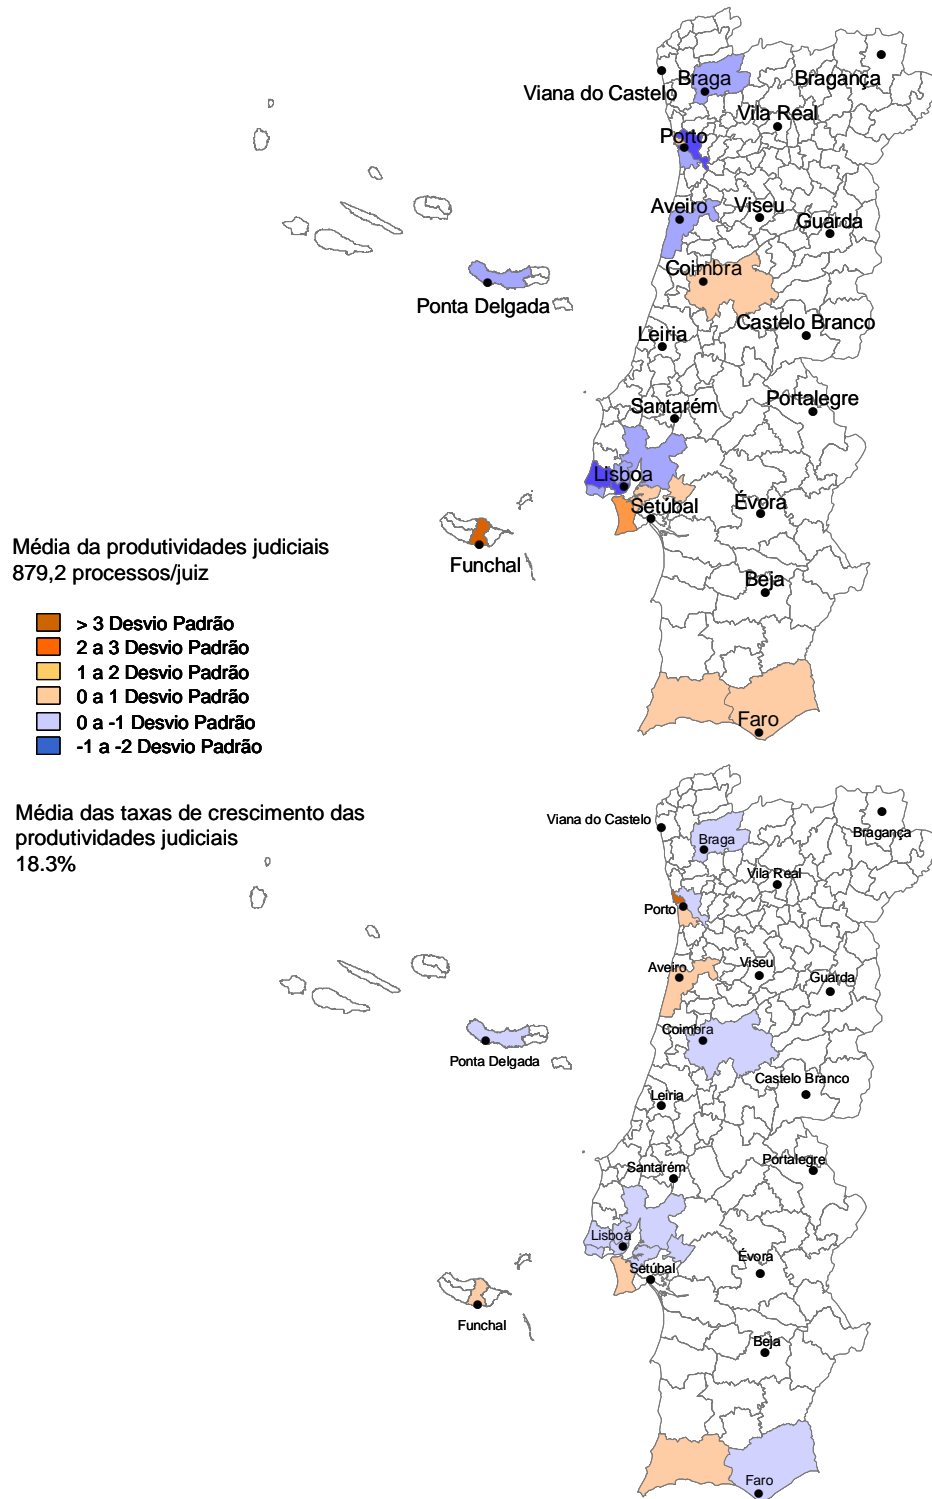 Braga
Bragança
Viana do Castelo
Vila Real
Porto
Aveiro
Viseu
Guarda
Coimbra
Ponta Delgada
Castelo Branco
Leiria
Portalegre
Santarém
Lisboa
Setúbal
Évora
Funchal
Beja
Faro
Média da produtividades judiciais
879,2 processos/juiz
> 3 Desvio Padrão
2 a 3 Desvio Padrão
1 a 2 Desvio Padrão
0 a 1 Desvio Padrão
0 a -1 Desvio Padrão
-1 a -2 Desvio Padrão
Média das taxas de crescimento das
produtividades judiciais
18.3%
Viana do Castelo
Bragança
Braga
Vila Real
Porto
Aveiro
Viseu
Guarda
Coimbra
Ponta Delgada
Castelo Branco
Leiria
Portalegre
Santarém
Lisboa
Évora
Setúbal
Funchal
Beja
Faro